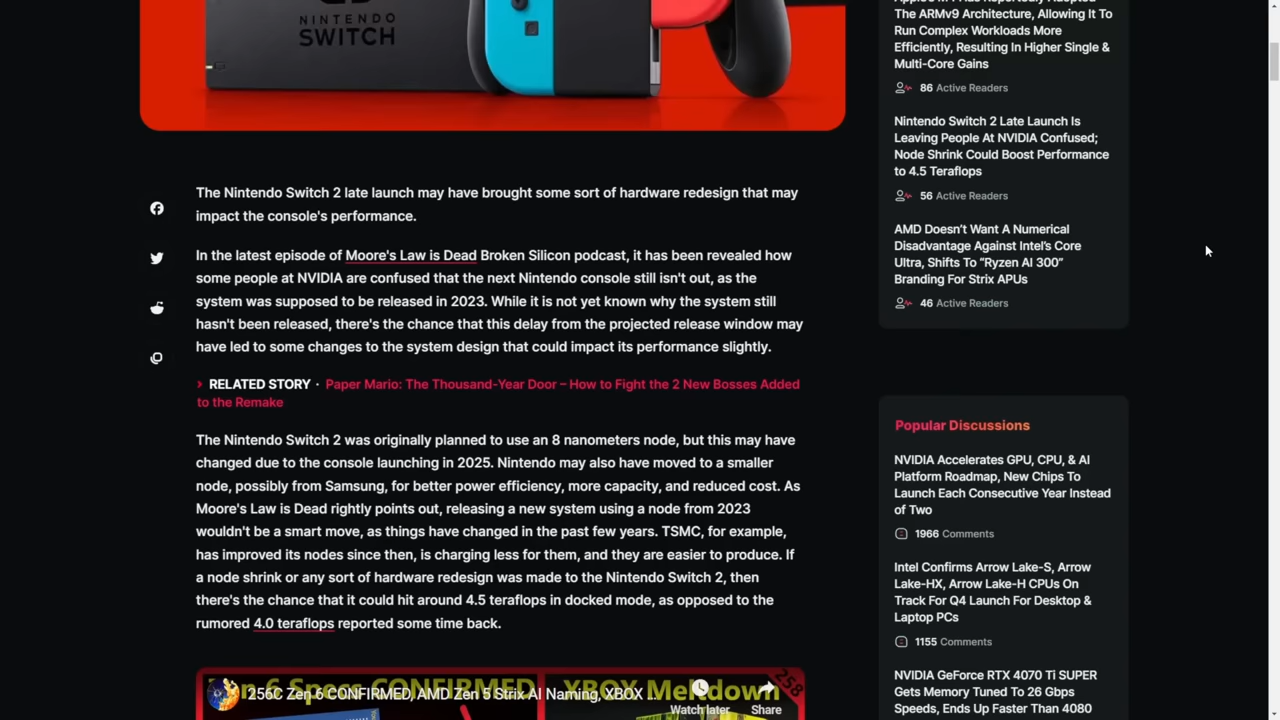 NINTENDO
SWITCH
The Nintendo Switch 2 late launch may have brought some sort of hardware redesign that may
impact the console's performance.
In the latest episode of Moore's Law is Dead Broken Silicon podcast, it has been revealed how
some people at NVIDIA are confused that the next Nintendo console still isn't out, as the
system was supposed to be released in 2023. While it is not yet known why the system still
hasn't been released, there's the chance that this delay from the projected release window may
have led to some changes to the system design that could impact its performance slightly.
› RELATED STORY · Paper Mario: The Thousand-Year Door – How to Fight the 2 New Bosses Added
to the Remake
The Nintendo Switch 2 was originally planned to use an 8 nanometers node, but this may have
changed due to the console launching in 2025. Nintendo may also have moved to a smaller
node, possibly from Samsung, for better power efficiency, more capacity, and reduced cost. As
Moore's Law is Dead rightly points out, releasing a new system using a node from 2023
wouldn't be a smart move, as things have changed in the past few years. TSMC, for example,
has improved its nodes since then, is charging less for them, and they are easier to produce. If
a node shrink or any sort of hardware redesign was made to the Nintendo Switch 2, then
there's the chance that it could hit around 4.5 teraflops in docked mode, as opposed to the
rumored 4.0 teraflops reported some time back.
256C Zen 6 CONFIRMED, AMD Zen 5 Strix AI Naming, XBOX ...
6 Specs CONFIRMED
XBOX Meltdown
258
Watch later
Share
The ARMv9 Architecture, Allowing It To
Run Complex Workloads More
Efficiently, Resulting In Higher Single &
Multi-Core Gains
86 Active Readers
Nintendo Switch 2 Late Launch Is
Leaving People At NVIDIA Confused;
Node Shrink Could Boost Performance
to 4.5 Teraflops
56 Active Readers
AMD Doesn't Want A Numerical
Disadvantage Against Intel's Core
Ultra, Shifts To “Ryzen AI 300”
Branding For Strix APUs
46 Active Readers
Popular Discussions
NVIDIA Accelerates GPU, CPU, & AI
Platform Roadmap, New Chips To
Launch Each Consecutive Year Instead
of Two
1966 Comments
Intel Confirms Arrow Lake-S, Arrow
Lake-HX, Arrow Lake-H CPUs On
Track For Q4 Launch For Desktop &
Laptop PCs
1155 Comments
NVIDIA GeForce RTX 4070 Ti SUPER
Gets Memory Tuned To 26 Gbps
Speeds, Ends Up Faster Than 4080